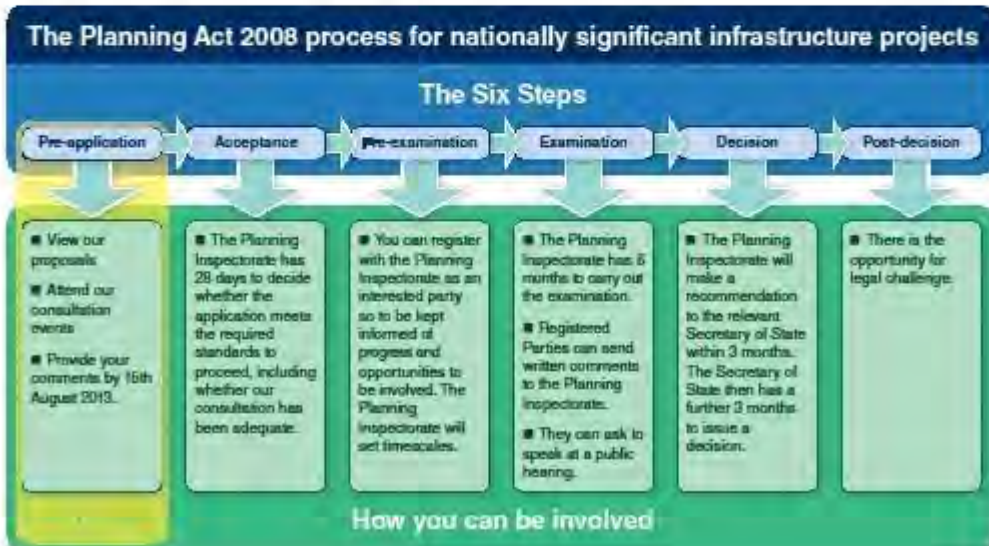 The Planning Act 2008 process for nationally significant infrastructure projects
The Six Steps
Pre-application
Acceptance
Pre-examination
Examination
Decision
Post-decision
■ View our
proposals
■ Attend our
consultation
events
■ Provide your
comments by 15th
August 2013.
■ The Planning
Inspectorate has
28 days to decide
whether the
application meets
the required
standards to
proceed, including
whether our
consultation has
been adequate.
■ You can register
with the Planning
Inspectorate as an
interested party
so to be kept
informed of
progress and
opportunities to
be involved. The
Planning
Inspectorate will
set timescales.
■ The Planning
Inspectorate has 6
months to carry out
the examination.
■ Registered
Parties can send
written comments
to the Planning
Inspectorate.
■ They can ask to
speak at a public
hearing.
■ The Planning
Inspectorate will
make a
recommendation
to the relevant
Secretary of State
within 3 months.
The Secretary of
State then has a
further 3 months
to issue a
decision.
■ There is the
opportunity for
legal challenge.
How you can be involved